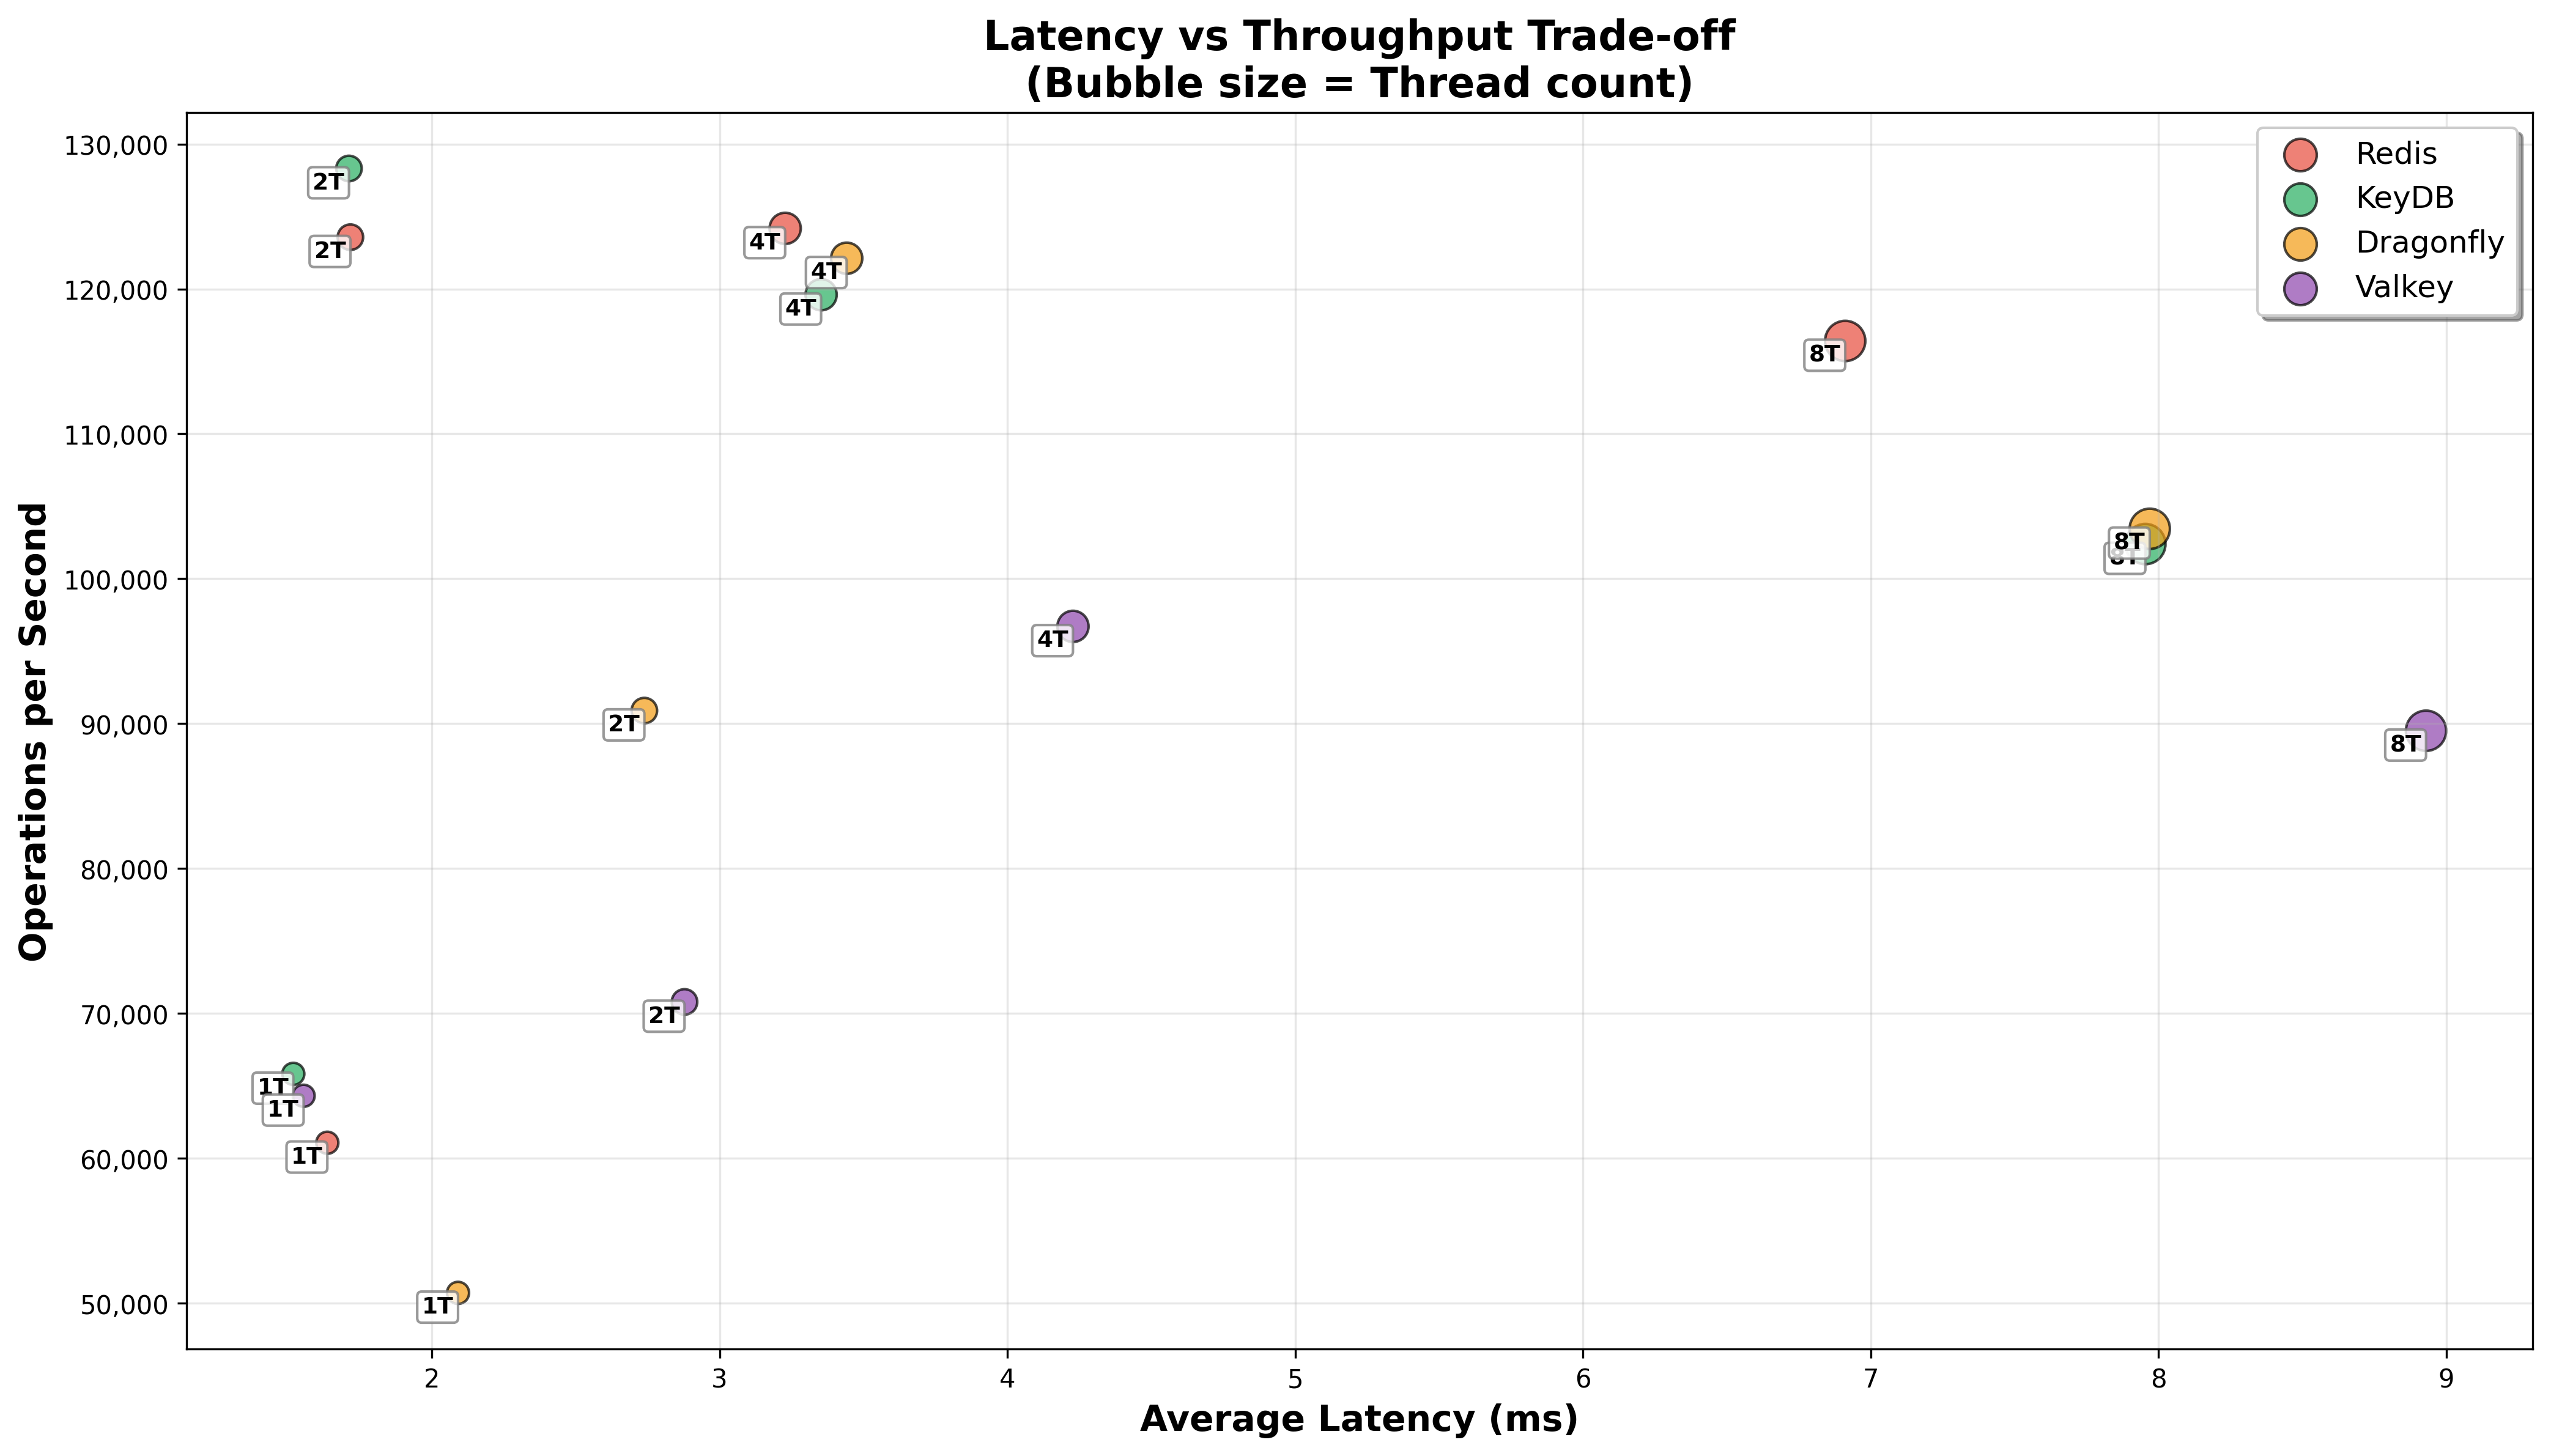 Latency vs Throughput Trade-off
(Bubble size = Thread count)
Operations per Second
130,000
120,000
110,000
100,000
90,000
80,000
70,000
60,000
50,000
Redis
KeyDB
Dragonfly
Valkey
2T
2T
4T
4T
4T
8T
8T
8T
4T
2T
8T
2T
1T
1T
1T
1T
2
3
4
5
6
7
8
9
Average Latency (ms)